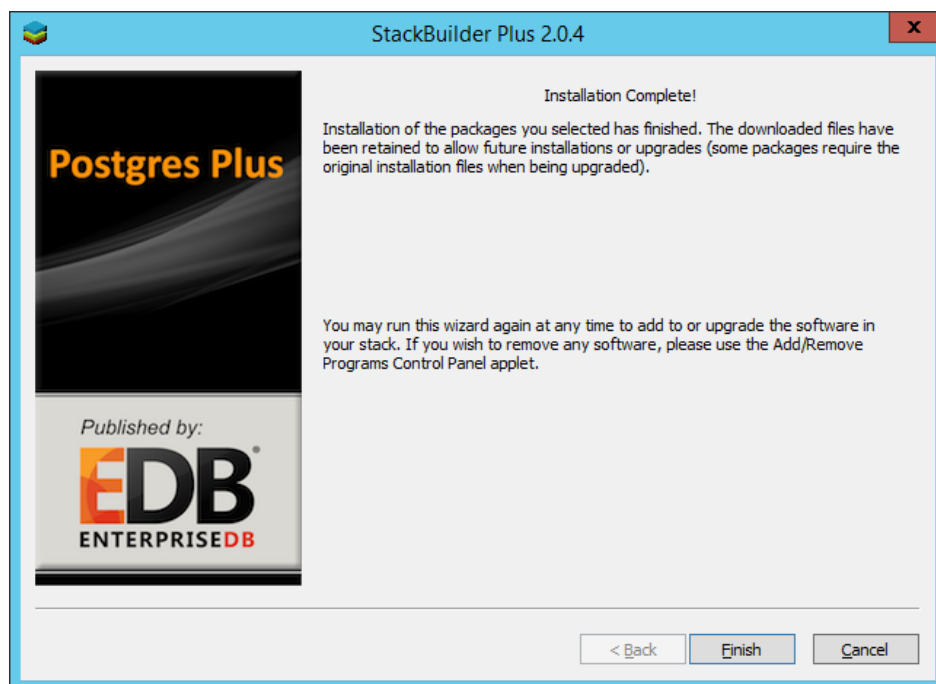 StackBuilder Plus 2.0.4
x
Postgres Plus
Published by:
EDB®
ENTERPRISEDB
Installation Complete!
Installation of the packages you selected has finished. The downloaded files have
been retained to allow future installations or upgrades (some packages require the
original installation files when being upgraded).
You may run this wizard again at any time to add to or upgrade the software in
your stack. If you wish to remove any software, please use the Add/Remove
Programs Control Panel applet.
< Back
Finish
Cancel